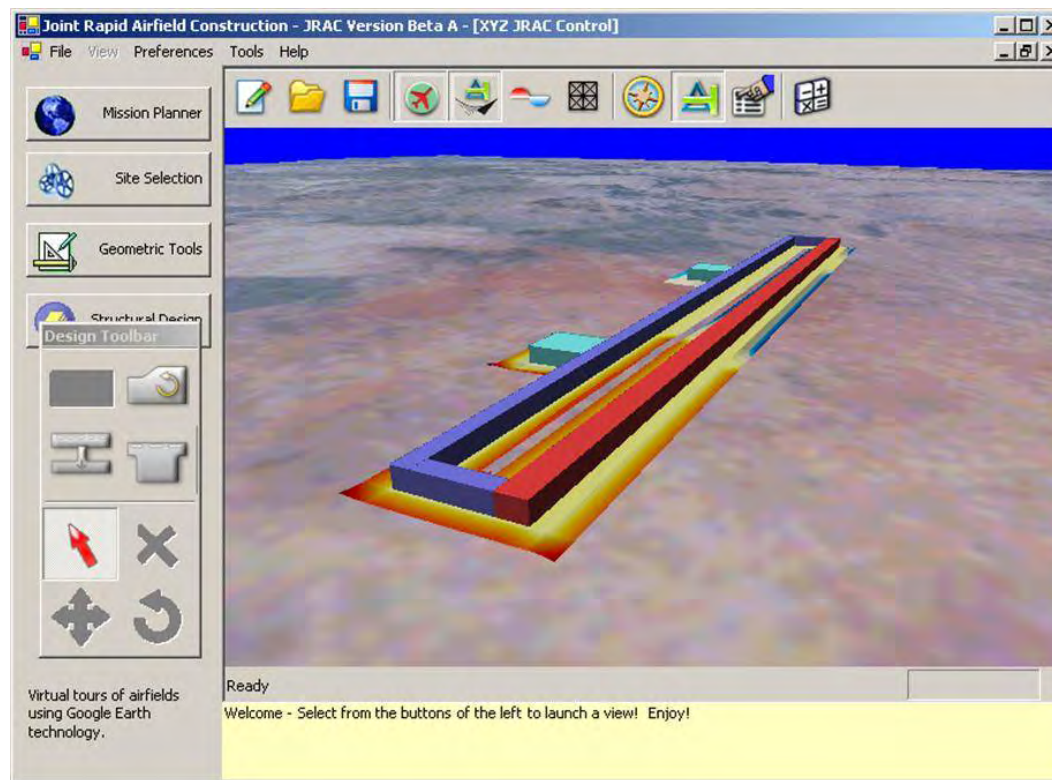 Joint Rapid Airfield Construction - JRAC Version Beta A - [XYZ JRAC Control]
File View Preferences Tools Help
Mission Planner
Site Selection
Geometric Tools
Structural Design
Design Toolbar
Virtual tours of airfields
using Google Earth
technology.
Ready
Welcome - Select from the buttons of the left to launch a view! Enjoy!